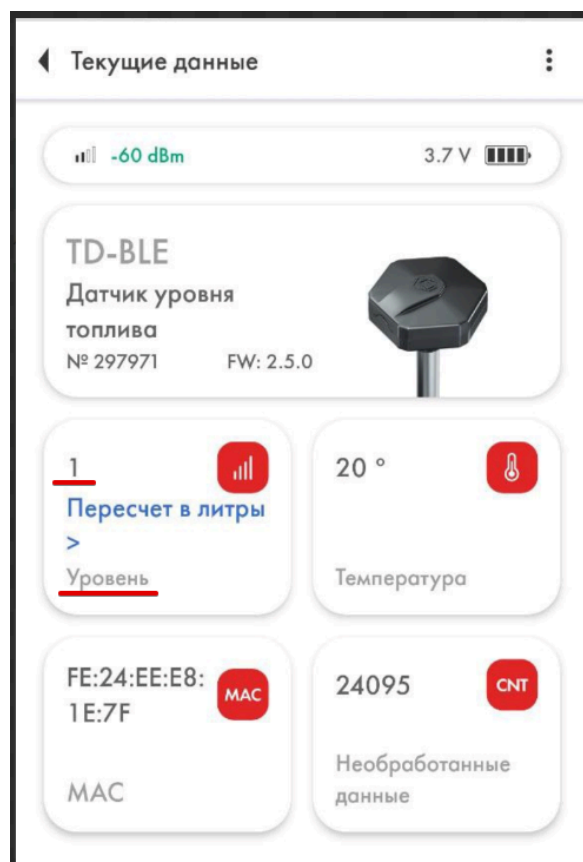 Текущие данные
-60 dBm 3.7 V
TD-BLE
Датчик уровня
топлива
№ 297971 FW: 2.5.0
1
Пересчет в литры
>
Уровень
20 °
Температура
FE:24:EE:E8:
1E:7F
MAC
MAC
24095
CNT
Необработанные
данные